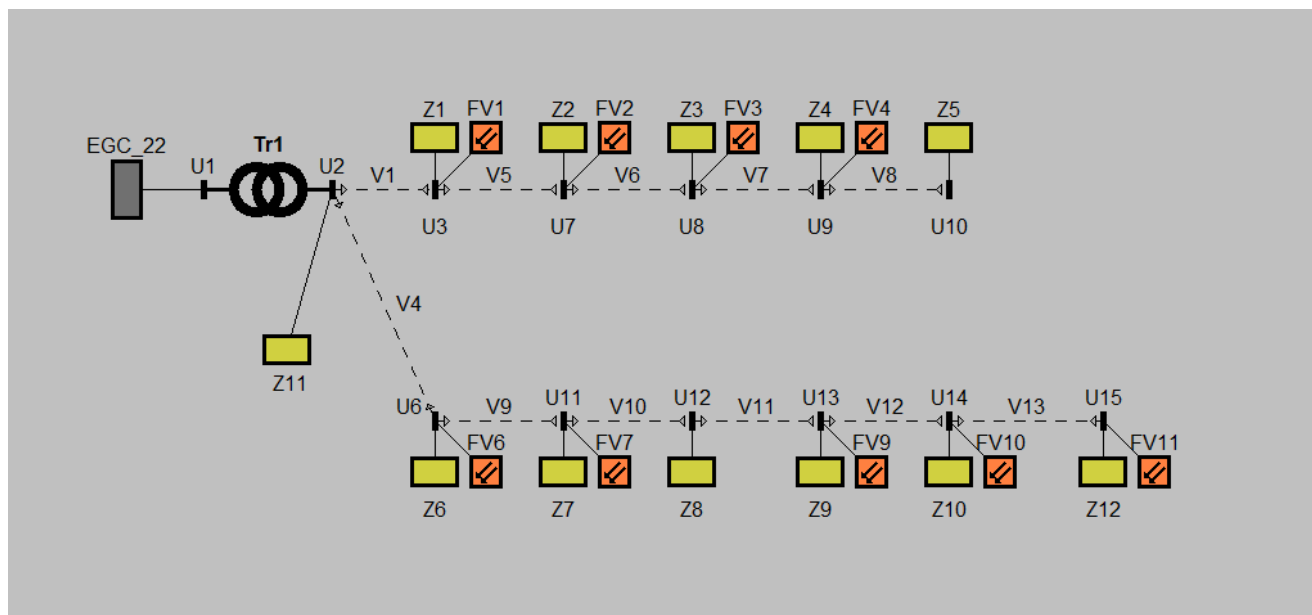 Z1 FV1 Z2 FV2 Z3 FV3 Z4 FV4 Z5
EGC_22 U1 Tr1 U2
V1 V5 V6 V7 V8
U3 U7 U8 U9 U10
V4
Z11
U6 V9 U11 V10 U12 V11 U13 V12 U14 V13 U15
FV6 FV7 FV9 FV10 FV11
Z6 Z7 Z8 Z9 Z10 Z12